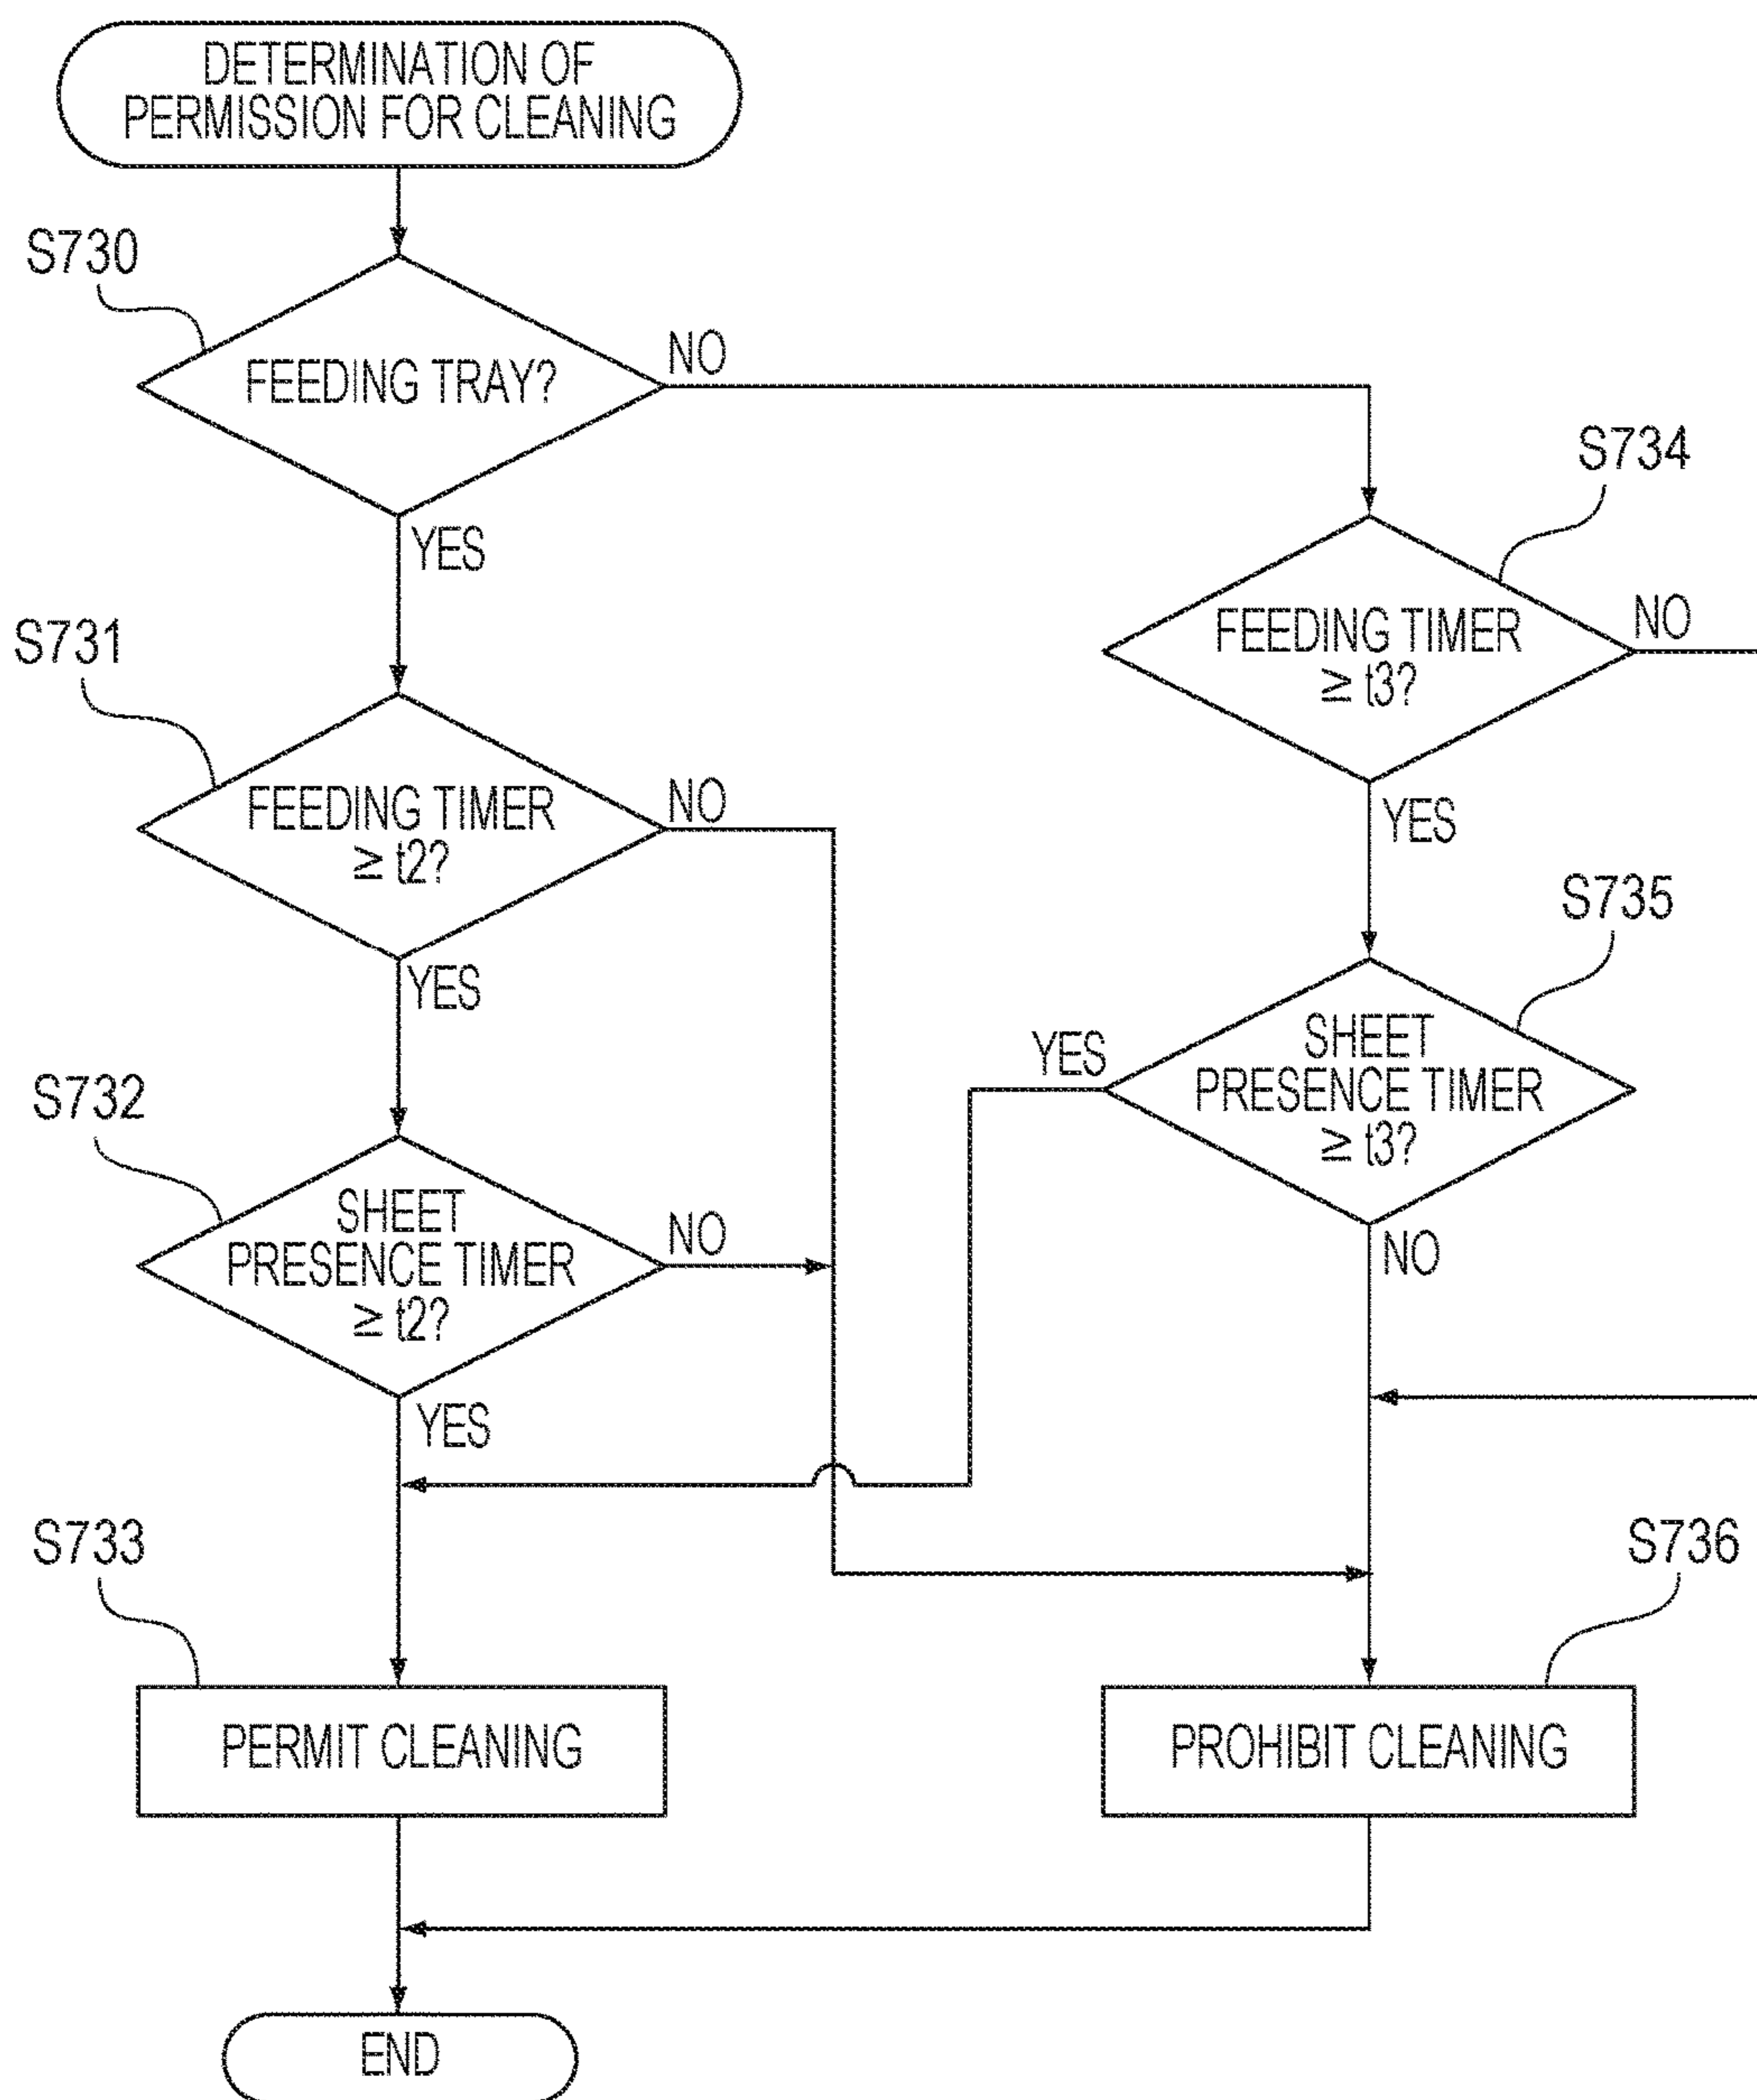 DETERMINATION OF
PERMISSION FOR CLEANING
S730
FEEDING TRAY?
NO
YES
S734
FEEDING TIMER
≥ t3?
NO
YES
S731
FEEDING TIMER
≥ t2?
NO
YES
S735
SHEET
PRESENCE TIMER
≥ t3?
YES
NO
S732
SHEET
PRESENCE TIMER
≥ t2?
NO
YES
S733
PERMIT CLEANING
S736
PROHIBIT CLEANING
END